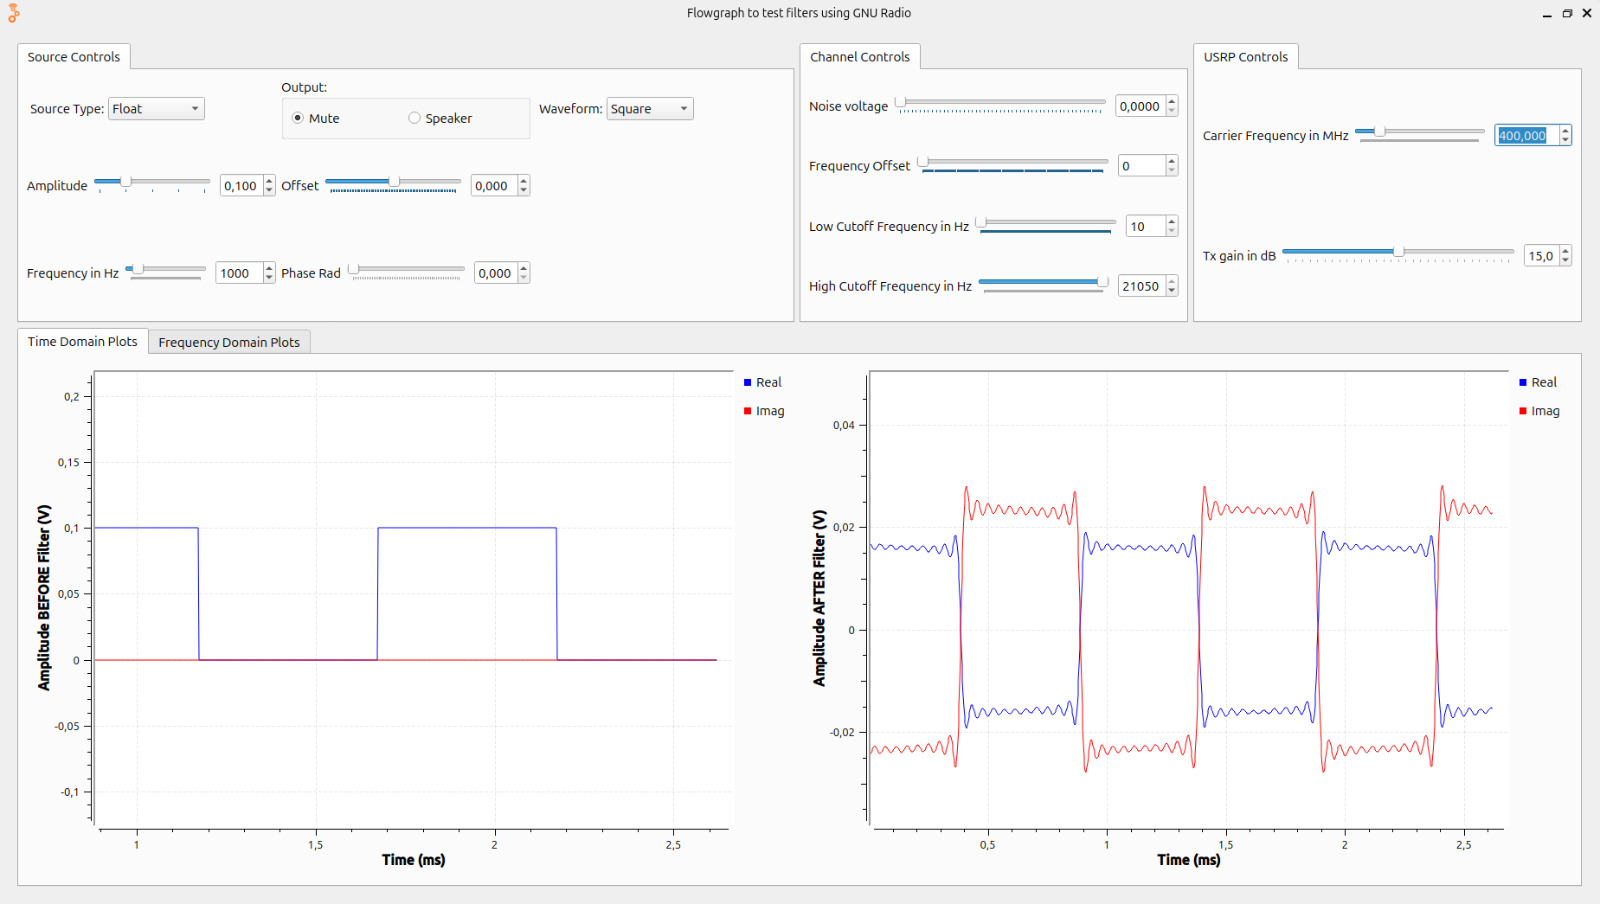 Flowgraph to test filters using GNU Radio
Source Controls
Source Type: Float
Output:
Mute
Speaker
Waveform: Square
Amplitude 0,100
Offset 0,000
Frequency in Hz 1000
Phase Rad 0,000
Channel Controls
Noise voltage 0,0000
Frequency Offset 0
Low Cutoff Frequency in Hz 10
High Cutoff Frequency in Hz 21050
USRP Controls
Carrier Frequency in MHz 400,000
Tx gain in dB 15,0
Time Domain Plots
Frequency Domain Plots
Amplitude BEFORE Filter (V)
0,2
0,15
0,1
0,05
0
-0,05
-0,1
1
1,5
2
2,5
Time (ms)
Real
Imag
Amplitude AFTER Filter (V)
0,04
0,02
0
-0,02
0,5
1
1,5
2
2,5
Time (ms)
Real
Imag